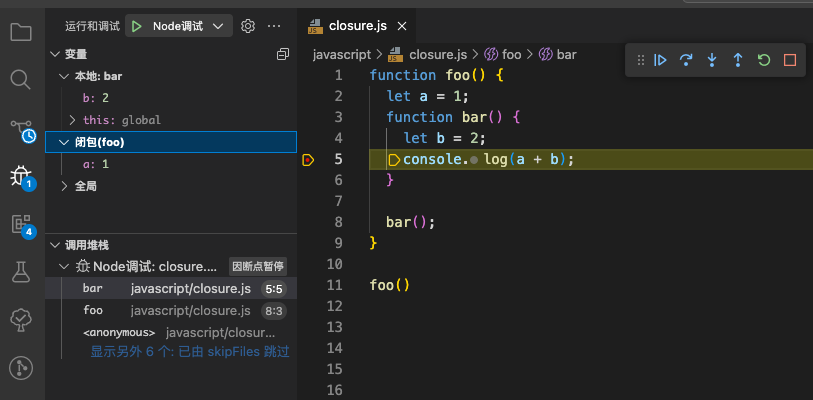 运行和调试 Node调试 ...
变量
本地: bar
b: 2
this: global
闭包(foo)
a: 1
全局
调用堆栈
Node调试: closure.... 因断点暂停
bar javascript/closure.js 5:5
foo javascript/closure.js 8:3
<anonymous> javascript/closur...
显示另外 6 个: 已由 skipFiles 跳过
1
4
JS closure.js
javascript > JS closure.js > foo > bar
1 function foo() {
2 let a = 1;
3 function bar() {
4 let b = 2;
5 console.log(a + b);
6 }
7
8 bar();
9 }
10
11 foo()
12
13
14
15
16